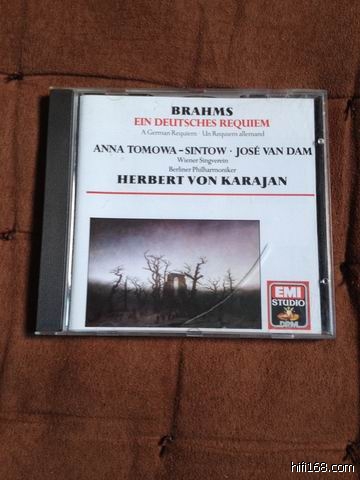 BRAHMS
EIN DEUTSCHES REQUIEM
A German Requiem · Un Requiem allemand
ANNA TOMOWA-SINTOW · JOSÉ VAN DAM
Wiener Singverein
Berliner Philharmoniker
HERBERT VON KARAJAN
EMI
STUDIO
DRM
hifi168.com